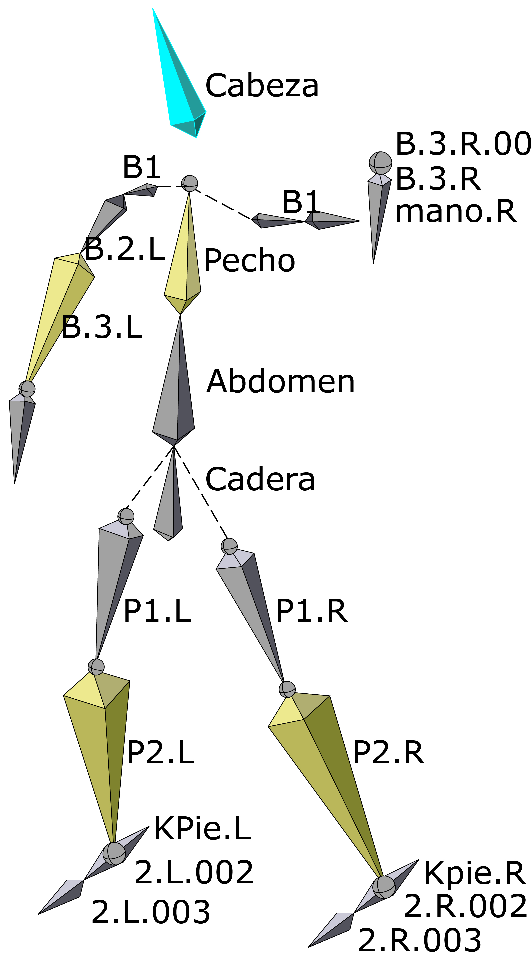 Cabeza
B.3.R.00
B1
B.3.R
B1
mano.R
B.2.L
Pecho
B.3.L
Abdomen
Cadera
P1.L
P1.R
P2.L
P2.R
KPie.L
2.L.002
Kpie.R
2.L.003
2.R.002
2.R.003